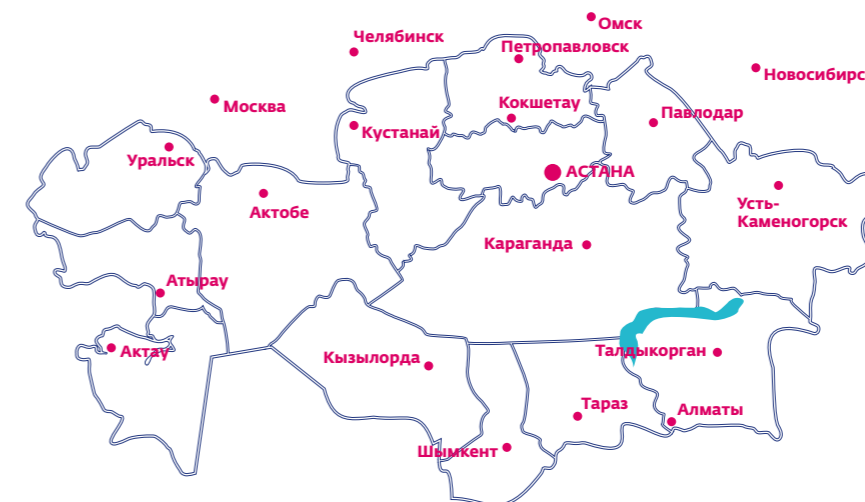 Омск
Челябинск
Петропавловск
Новосибирс
Москва
Кокшетау
Павлодар
Кустанай
Уральск
АСТАНА
Актобе
Усть-
Каменогорск
Караганда
Атырау
Актау
Кызылорда
Талдыкорган
Тараз
Алматы
Шымкент